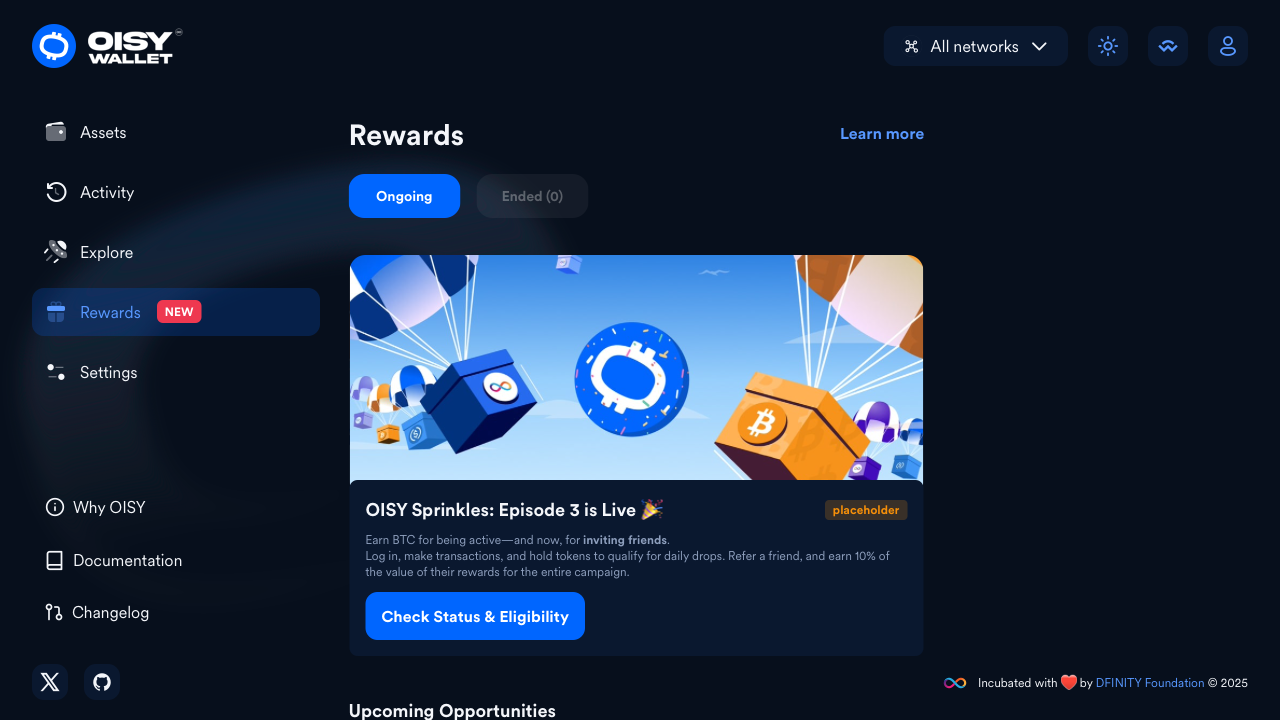 OISY
WALLET
All networks
Assets
Activity
Explore
Rewards NEW
Settings
Why OISY
Documentation
Changelog
Rewards
Learn more
Ongoing
Ended (0)
OISY Sprinkles: Episode 3 is Live 🎉
placeholder
Earn BTC for being active—and now, for inviting friends.
Log in, make transactions, and hold tokens to qualify for daily drops. Refer a friend, and earn 10% of
the value of their rewards for the entire campaign.
Check Status & Eligibility
Upcoming Opportunities
Incubated with ❤️ by DFINITY Foundation © 2025